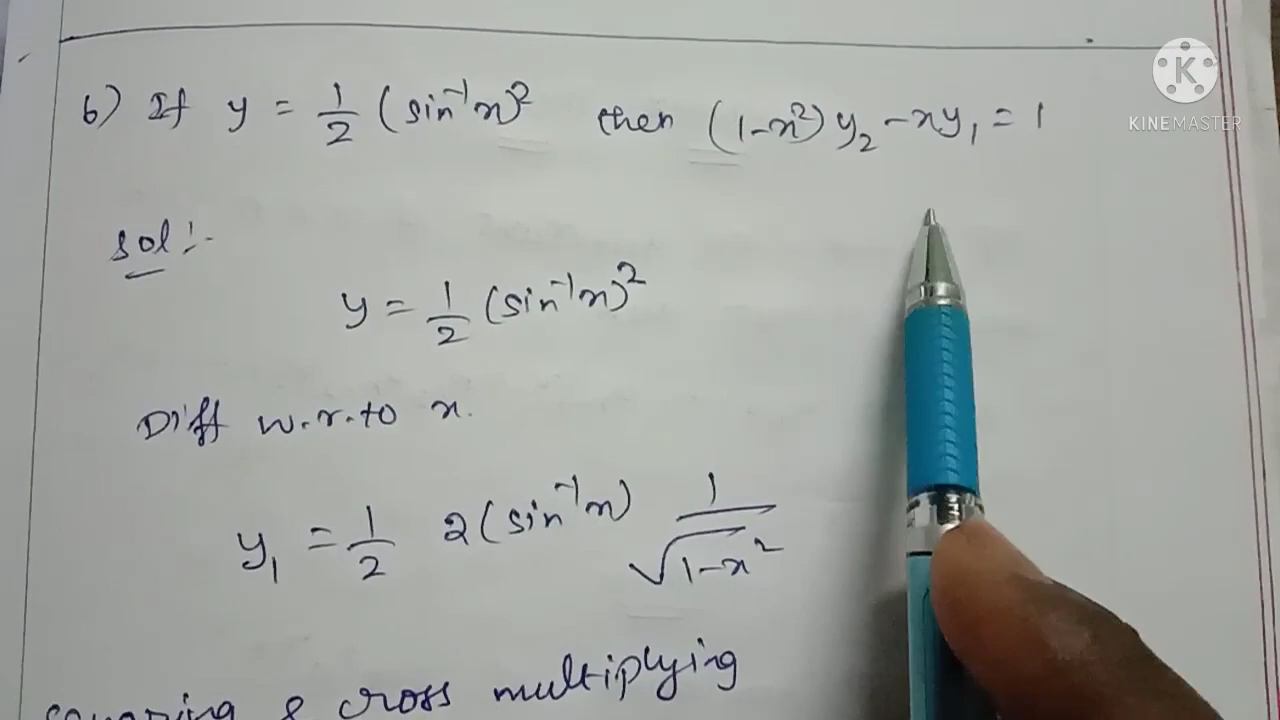 6) If y = 1/2 (sin⁻¹x)² then (1-x²)y₂ - xy₁ = 1
KINEMASTER
Sol:-
y = 1/2 (sin⁻¹x)²
Diff w.r.to x.
y₁ = 1/2 2(sin⁻¹x) 1/√1-x²
squaring & cross multiplying